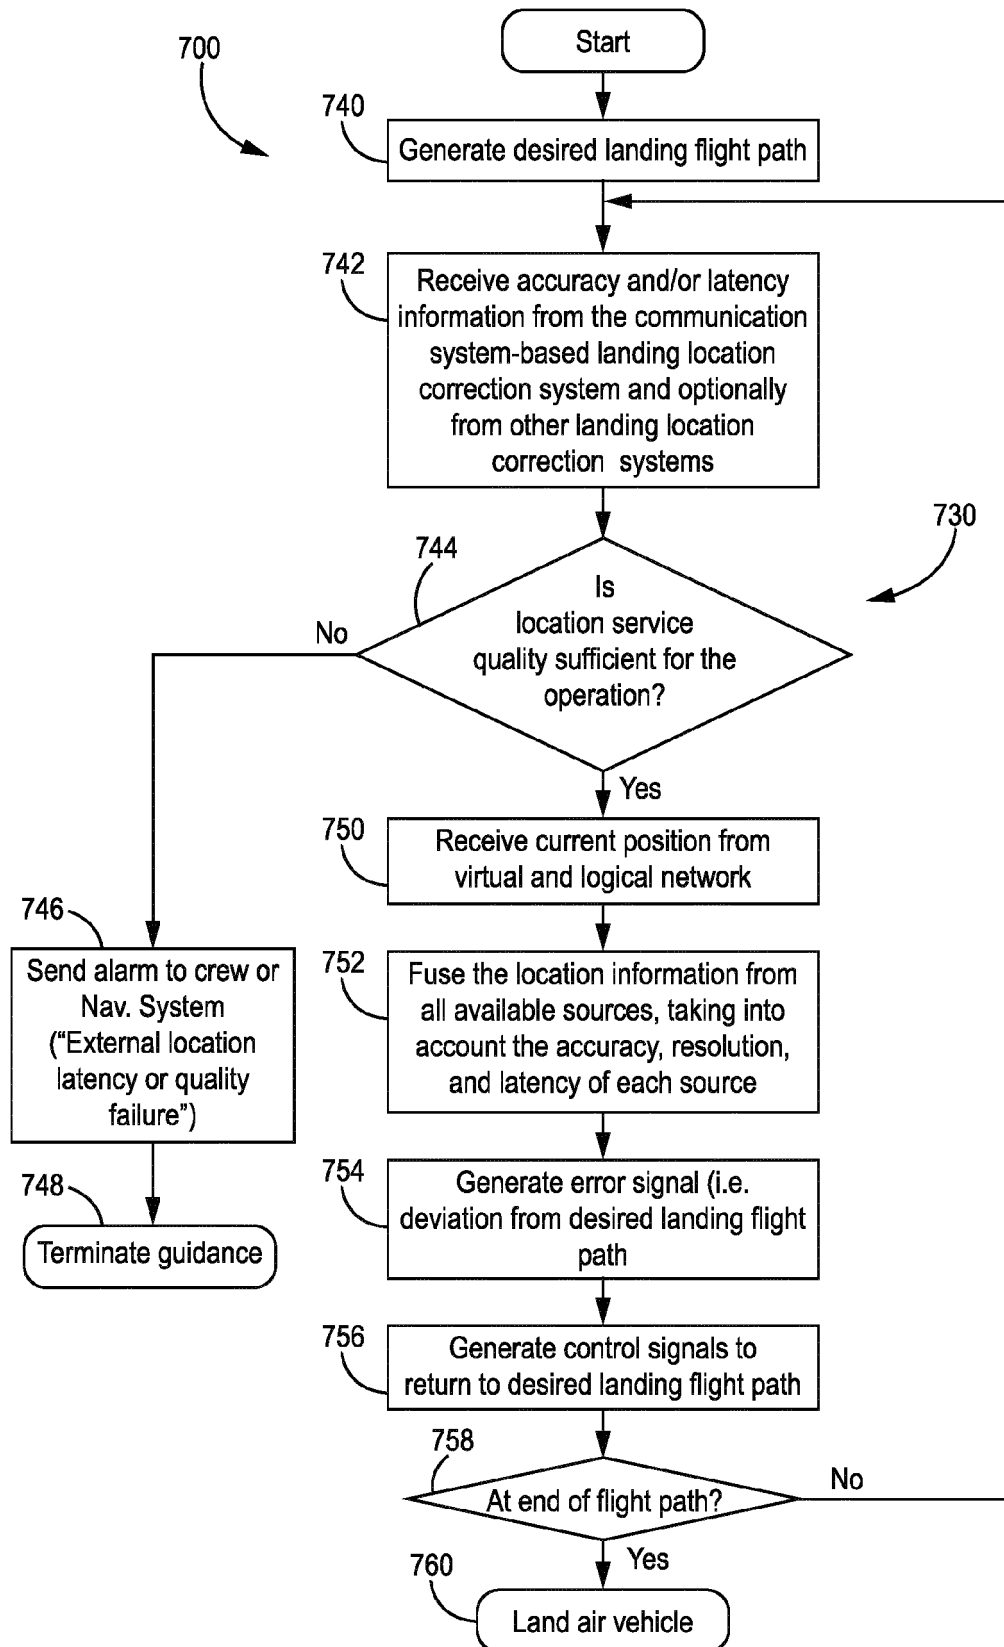 Start
700
740
Generate desired landing flight path
742
Receive accuracy and/or latency
information from the communication
system-based landing location
correction system and optionally
from other landing location
correction systems
730
744
Is
location service
quality sufficient for the
operation?
No
Yes
750
Receive current position from
virtual and logical network
746
Send alarm to crew or
Nav. System
(“External location
latency or quality
failure”)
752
Fuse the location information from
all available sources, taking into
account the accuracy, resolution,
and latency of each source
748
Terminate guidance
754
Generate error signal (i.e.
deviation from desired landing flight
path
756
Generate control signals to
return to desired landing flight path
758
At end of flight path?
No
Yes
760
Land air vehicle